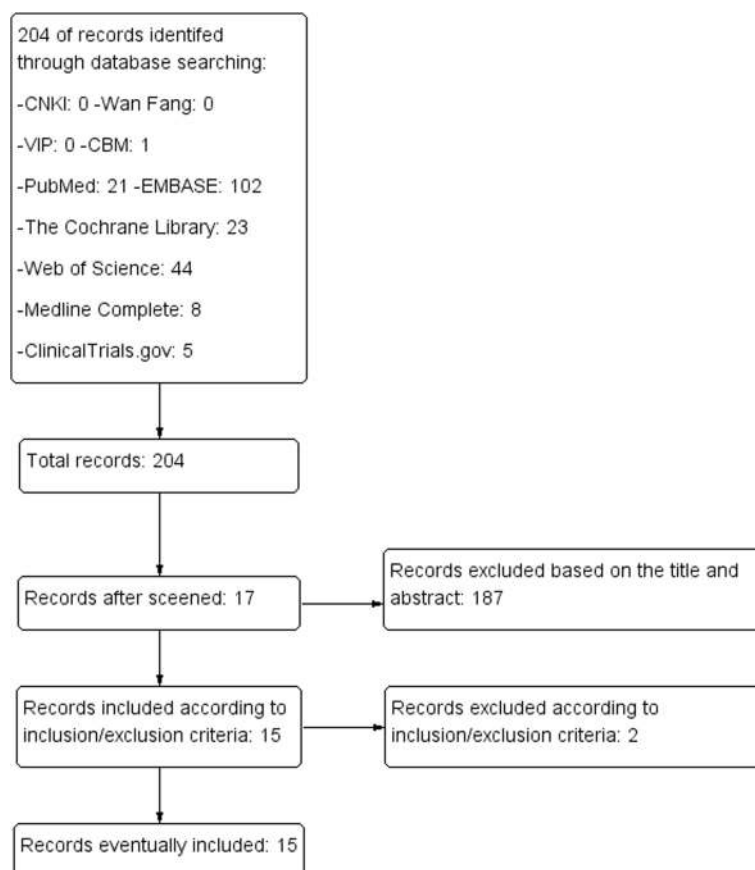 204 of records identifed
through database searching:
-CNKI: 0 -Wan Fang: 0
-VIP: 0 -CBM: 1
-PubMed: 21 -EMBASE: 102
-The Cochrane Library: 23
-Web of Science: 44
-Medline Complete: 8
-ClinicalTrials.gov: 5
Total records: 204
Records after sceened: 17
Records excluded based on the title and
abstract: 187
Records included according to
inclusion/exclusion criteria: 15
Records excluded according to
inclusion/exclusion criteria: 2
Records eventually included: 15